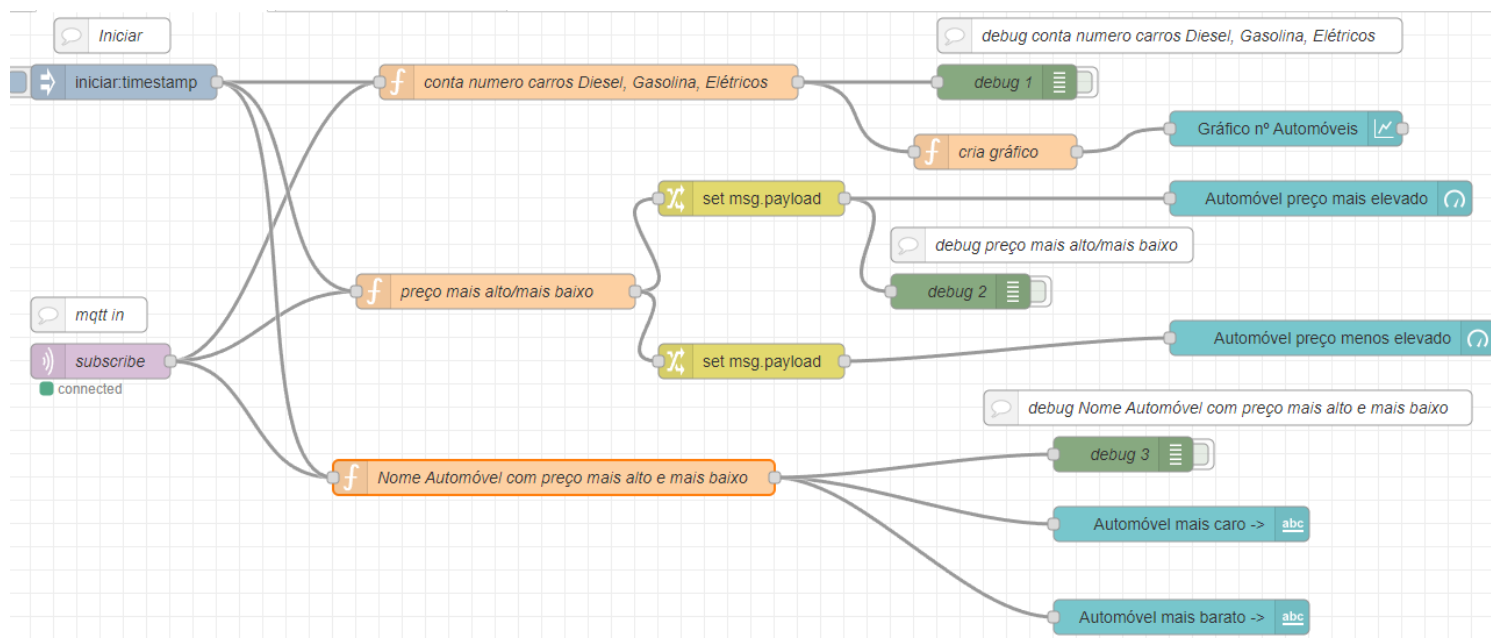 Iniciar
debug conta numero carros Diesel, Gasolina, Elétricos
iniciar:timestamp
conta numero carros Diesel, Gasolina, Elétricos
debug 1
Gráfico nº Automóveis
cria gráfico
set msg.payload
Automóvel preço mais elevado
debug preço mais alto/mais baixo
preço mais alto/mais baixo
debug 2
mqtt in
Automóvel preço menos elevado
subscribe
set msg.payload
connected
debug Nome Automóvel com preço mais alto e mais baixo
debug 3
Nome Automóvel com preço mais alto e mais baixo
Automóvel mais caro -> abc
Automóvel mais barato -> abc